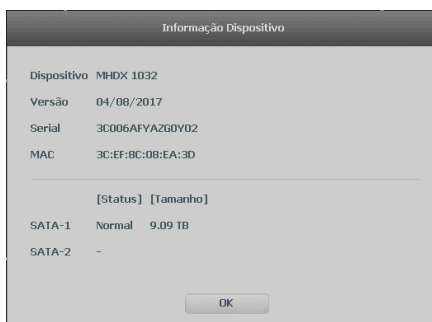 Informação Dispositivo
Dispositivo MHDX 1032
Versão 04/08/2017
Serial 3C006AFYAZG0Y02
MAC 3C:EF:8C:08:EA:3D
[Status] [Tamanho]
SATA-1 Normal 9.09 TB
SATA-2 -
OK